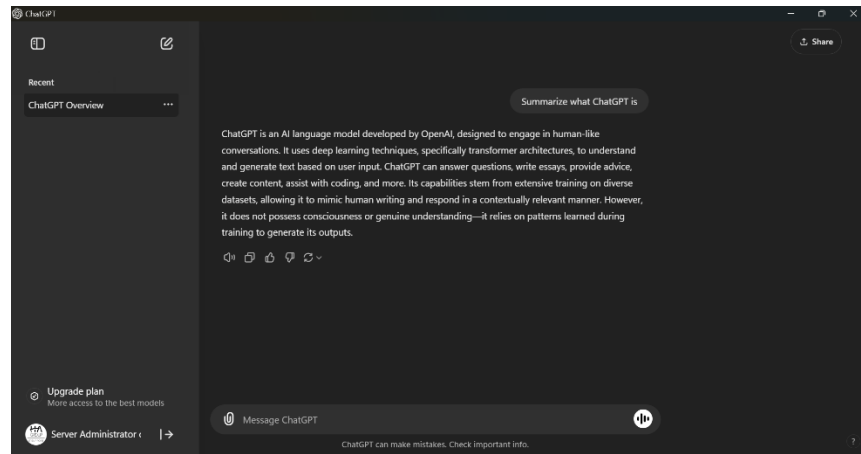 ChatGPT
Share
Recent
ChatGPT Overview
Summarize what ChatGPT is
ChatGPT is an AI language model developed by OpenAI, designed to engage in human-like
conversations. It uses deep learning techniques, specifically transformer architectures, to understand
and generate text based on user input. ChatGPT can answer questions, write essays, provide advice,
create content, assist with coding, and more. Its capabilities stem from extensive training on diverse
datasets, allowing it to mimic human writing and respond in a contextually relevant manner. However,
it does not possess consciousness or genuine understanding—it relies on patterns learned during
training to generate its outputs.
Upgrade plan
More access to the best models
Server Administrator
Message ChatGPT
ChatGPT can make mistakes. Check important info.
?